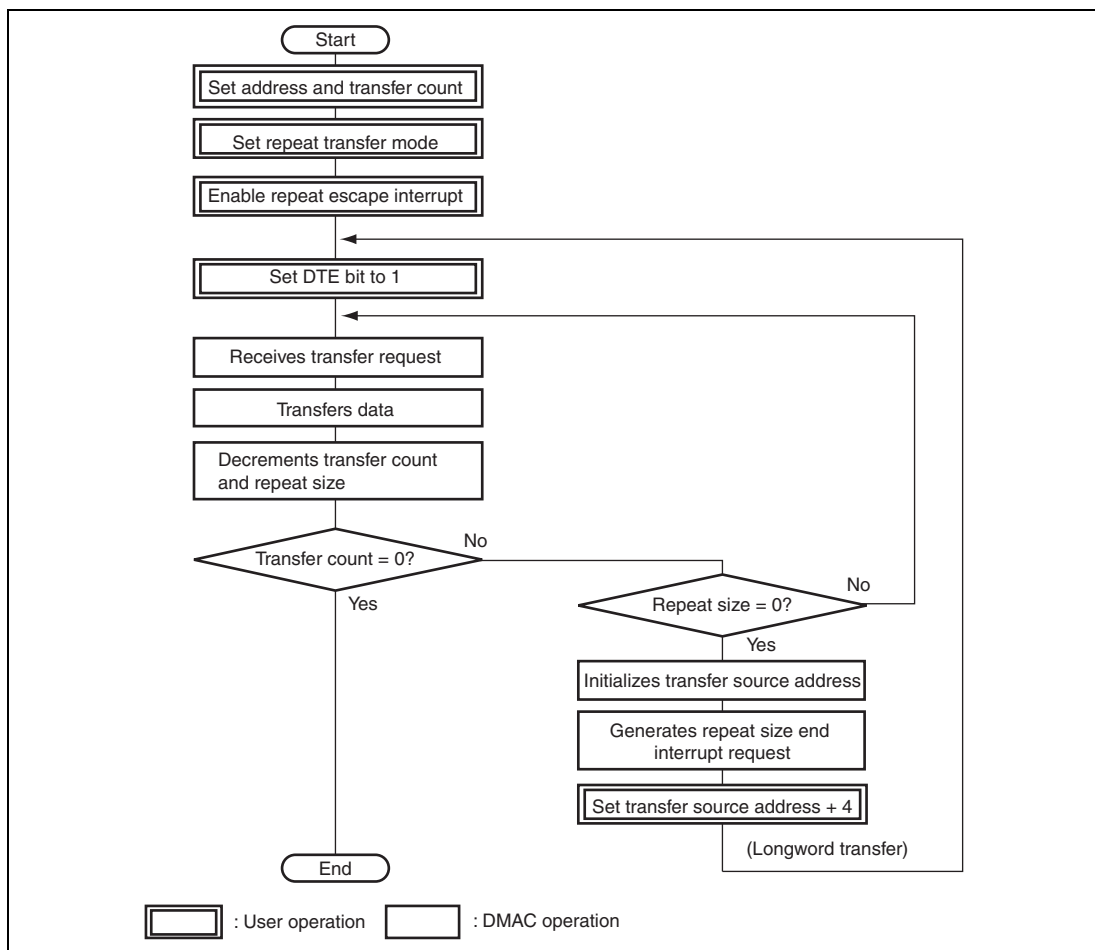 Start
Set address and transfer count
Set repeat transfer mode
Enable repeat escape interrupt
Set DTE bit to 1
Receives transfer request
Transfers data
Decrements transfer count
and repeat size
Transfer count = 0?
No
Yes
Repeat size = 0?
No
Yes
Initializes transfer source address
Generates repeat size end
interrupt request
Set transfer source address + 4
(Longword transfer)
End
: User operation
: DMAC operation